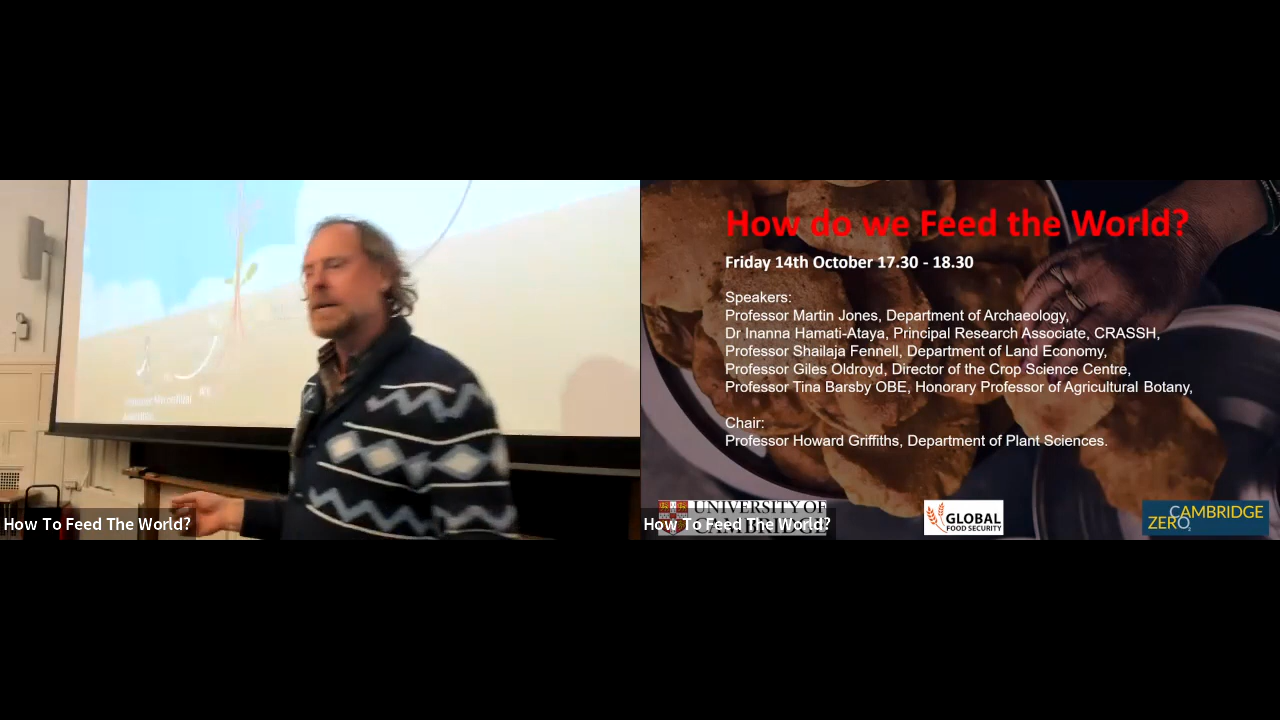 How do we Feed the World?
Friday 14th October 17.30 - 18.30
Speakers:
Professor Martin Jones, Department of Archaeology,
Dr Inanna Hamati-Ataya, Principal Research Associate, CRASSH,
Professor Shailaja Fennell, Department of Land Economy,
Professor Giles Oldroyd, Director of the Crop Science Centre,
Professor Tina Barsby OBE, Honorary Professor of Agricultural Botany,
Chair:
Professor Howard Griffiths, Department of Plant Sciences.
How To Feed The World?
UNIVERSITY OF
CAMBRIDGE
How To Feed The World?
GLOBAL
FOOD SECURITY
CAMBRIDGE
ZERO